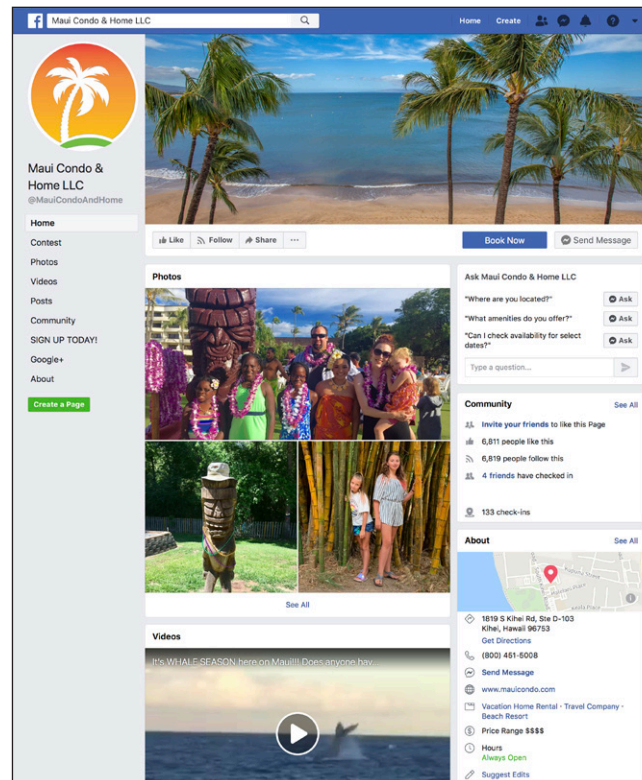 Maui Condo & Home LLC
Home
Create
Maui Condo &
Home LLC
@MauiCondoAndHome
Home
Contest
Photos
Videos
Posts
Community
SIGN UP TODAY!
Google+
About
Create a Page
Like
Follow
Share
Book Now
Send Message
Photos
See All
Videos
It's WHALE SEASON here on Maui!!! Does anyone hav...
Ask Maui Condo & Home LLC
"Where are you located?"
Ask
"What amenities do you offer?"
Ask
"Can I check availability for select
dates?"
Ask
Type a question...
Community
See All
Invite your friends to like this Page
6,811 people like this
6,819 people follow this
4 friends have checked in
133 check-ins
About
See All
1819 S Kihei Rd, Ste D-103
Kihei, Hawaii 96753
Get Directions
(800) 451-5008
Send Message
www.mauicondo.com
Vacation Home Rental · Travel Company ·
Beach Resort
Price Range $$$$
Hours
Always Open
Suggest Edits